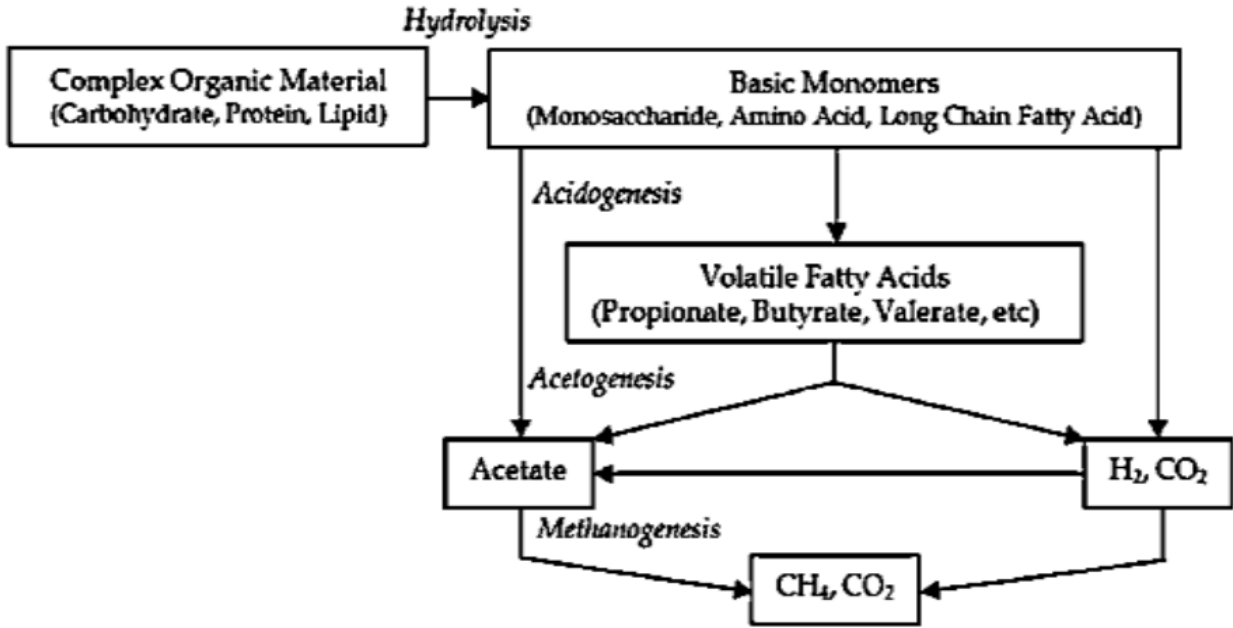 Hydrolysis
Complex Organic Material
(Carbohydrate, Protein, Lipid)
Basic Monomers
(Monosaccharide, Amino Acid, Long Chain Fatty Acid)
Acidogenesis
Volatile Fatty Acids
(Propionate, Butyrate, Valerate, etc)
Acetogenesis
Acetate
H₂, CO₂
Methanogenesis
CH₄, CO₂